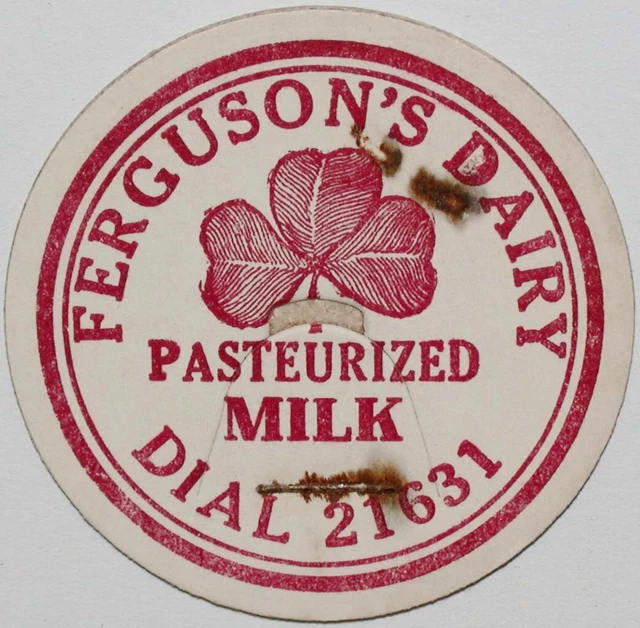 FERGUSON'S DAIRY
PASTEURIZED
MILK
DIAL 21631